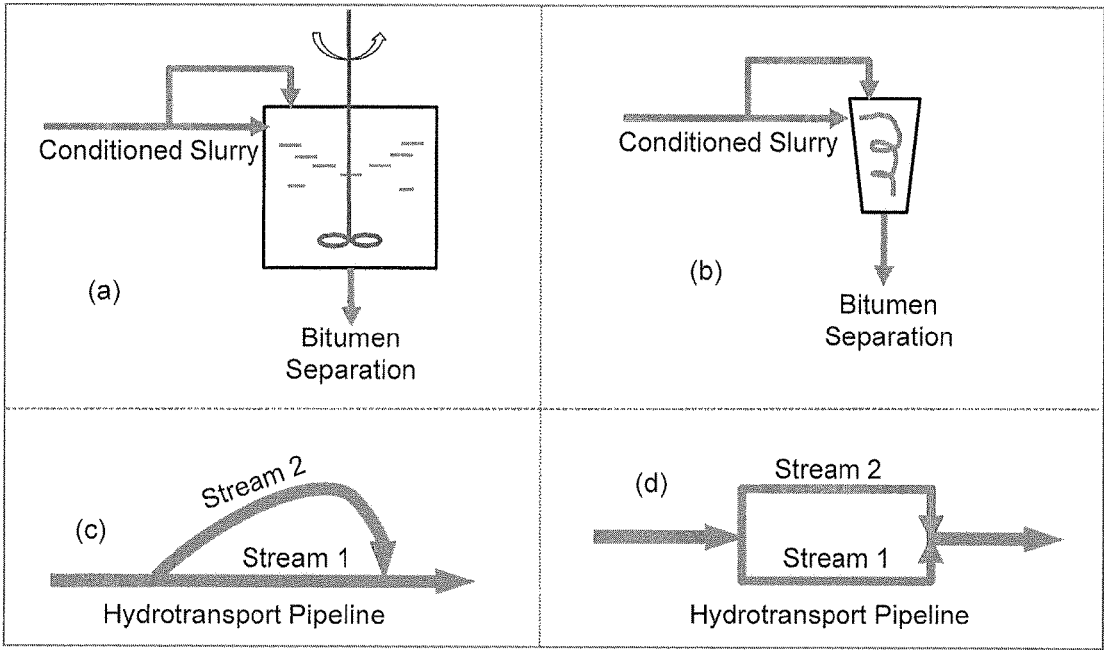 Conditioned Slurry
(a)
Bitumen
Separation
Conditioned Slurry
(b)
Bitumen
Separation
(c)
Stream 2
Stream 1
Hydrotransport Pipeline
(d)
Stream 2
Stream 1
Hydrotransport Pipeline